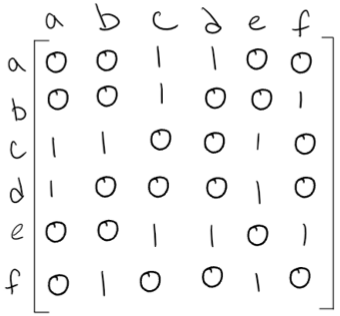 a b c d e f
a 0 0 1 1 0 0
b 0 0 1 0 0 1
c 1 1 0 0 1 0
d 1 0 0 0 1 0
e 0 0 1 1 0 1
f 0 1 0 0 1 0